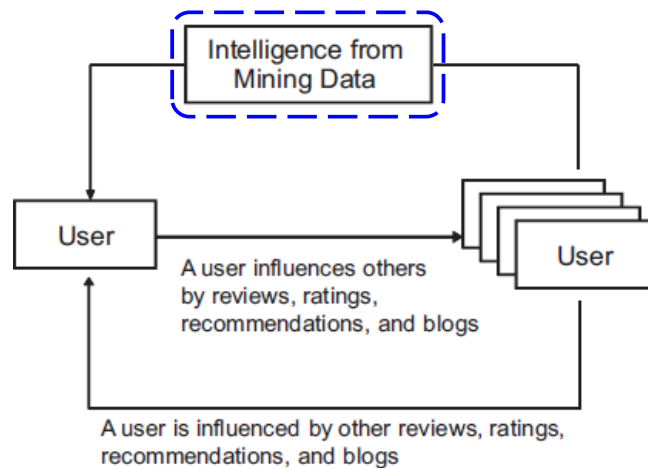 Intelligence from
Mining Data
User
User
A user influences others
by reviews, ratings,
recommendations, and blogs
A user is influenced by other reviews, ratings,
recommendations, and blogs